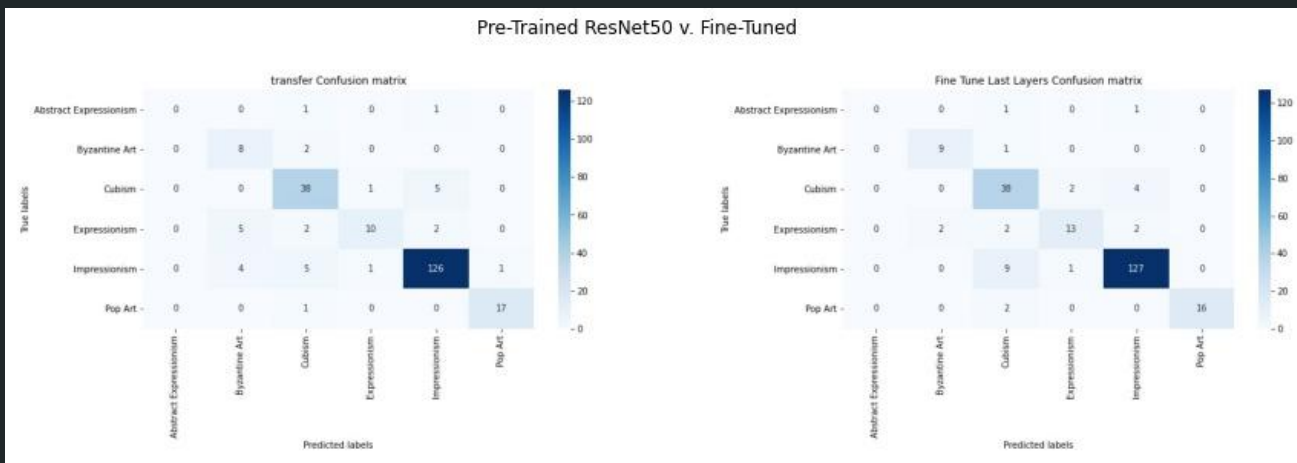 Pre-Trained ResNet50 v. Fine-Tuned
transfer Confusion matrix
True labels
Abstract Expressionism 0 0 1 0 1 0
Byzantine Art 0 8 2 0 0 0
Cubism 0 0 38 1 5 0
Expressionism 0 5 2 10 2 0
Impressionism 0 4 5 1 126 1
Pop Art 0 0 1 0 0 17
Abstract Expressionism
Byzantine Art
Cubism
Expressionism
Impressionism
Pop Art
Predicted labels
120
100
80
60
40
20
0
Fine Tune Last Layers Confusion matrix
True labels
Abstract Expressionism 0 0 1 0 1 0
Byzantine Art 0 9 1 0 0 0
Cubism 0 0 38 2 4 0
Expressionism 0 2 2 13 2 0
Impressionism 0 0 9 1 127 0
Pop Art 0 0 2 0 0 16
Abstract Expressionism
Byzantine Art
Cubism
Expressionism
Impressionism
Pop Art
Predicted labels
120
100
80
60
40
20
0